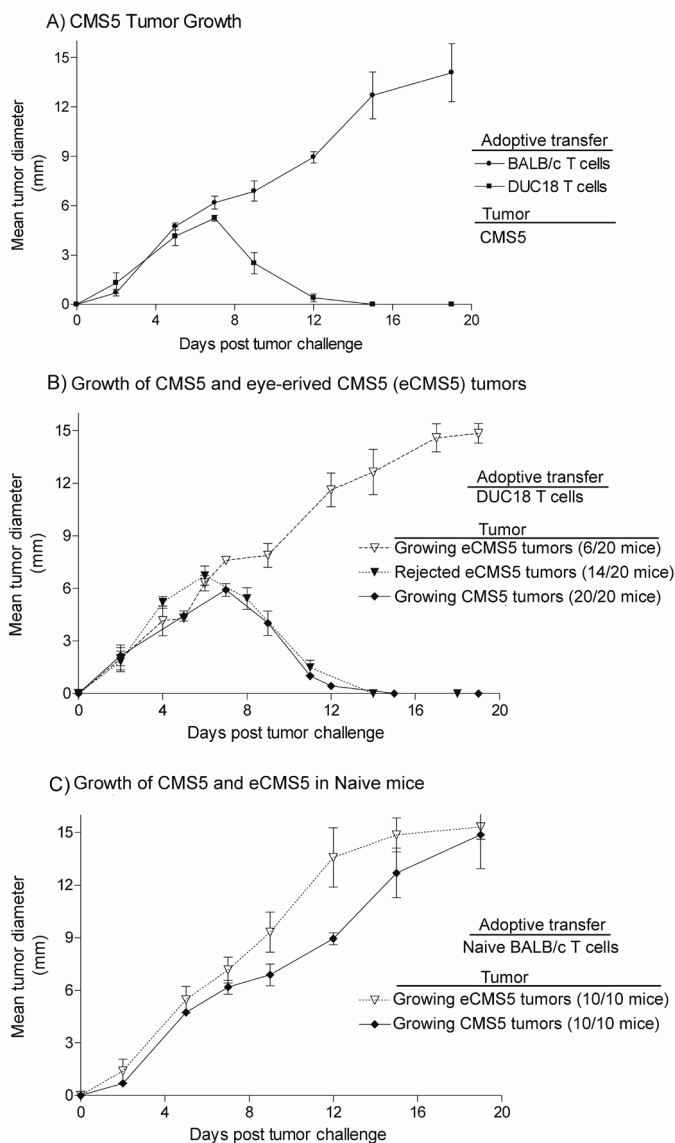 A) CMS5 Tumor Growth
15
12
9
6
3
0
Mean tumor diameter
(mm)
0 4 8 12 16 20
Days post tumor challenge
Adoptive transfer
BALB/c T cells
DUC18 T cells
Tumor
CMS5
B) Growth of CMS5 and eye-erived CMS5 (eCMS5) tumors
15
12
9
6
3
0
Mean tumor diameter
(mm)
0 4 8 12 16 20
Days post tumor challenge
Adoptive transfer
DUC18 T cells
Tumor
Growing eCMS5 tumors (6/20 mice)
Rejected eCMS5 tumors (14/20 mice)
Growing CMS5 tumors (20/20 mice)
C) Growth of CMS5 and eCMS5 in Naive mice
15
12
9
6
3
0
Mean tumor diameter
(mm)
0 4 8 12 16 20
Days post tumor challenge
Adoptive transfer
Naive BALB/c T cells
Tumor
Growing eCMS5 tumors (10/10 mice)
Growing CMS5 tumors (10/10 mice)